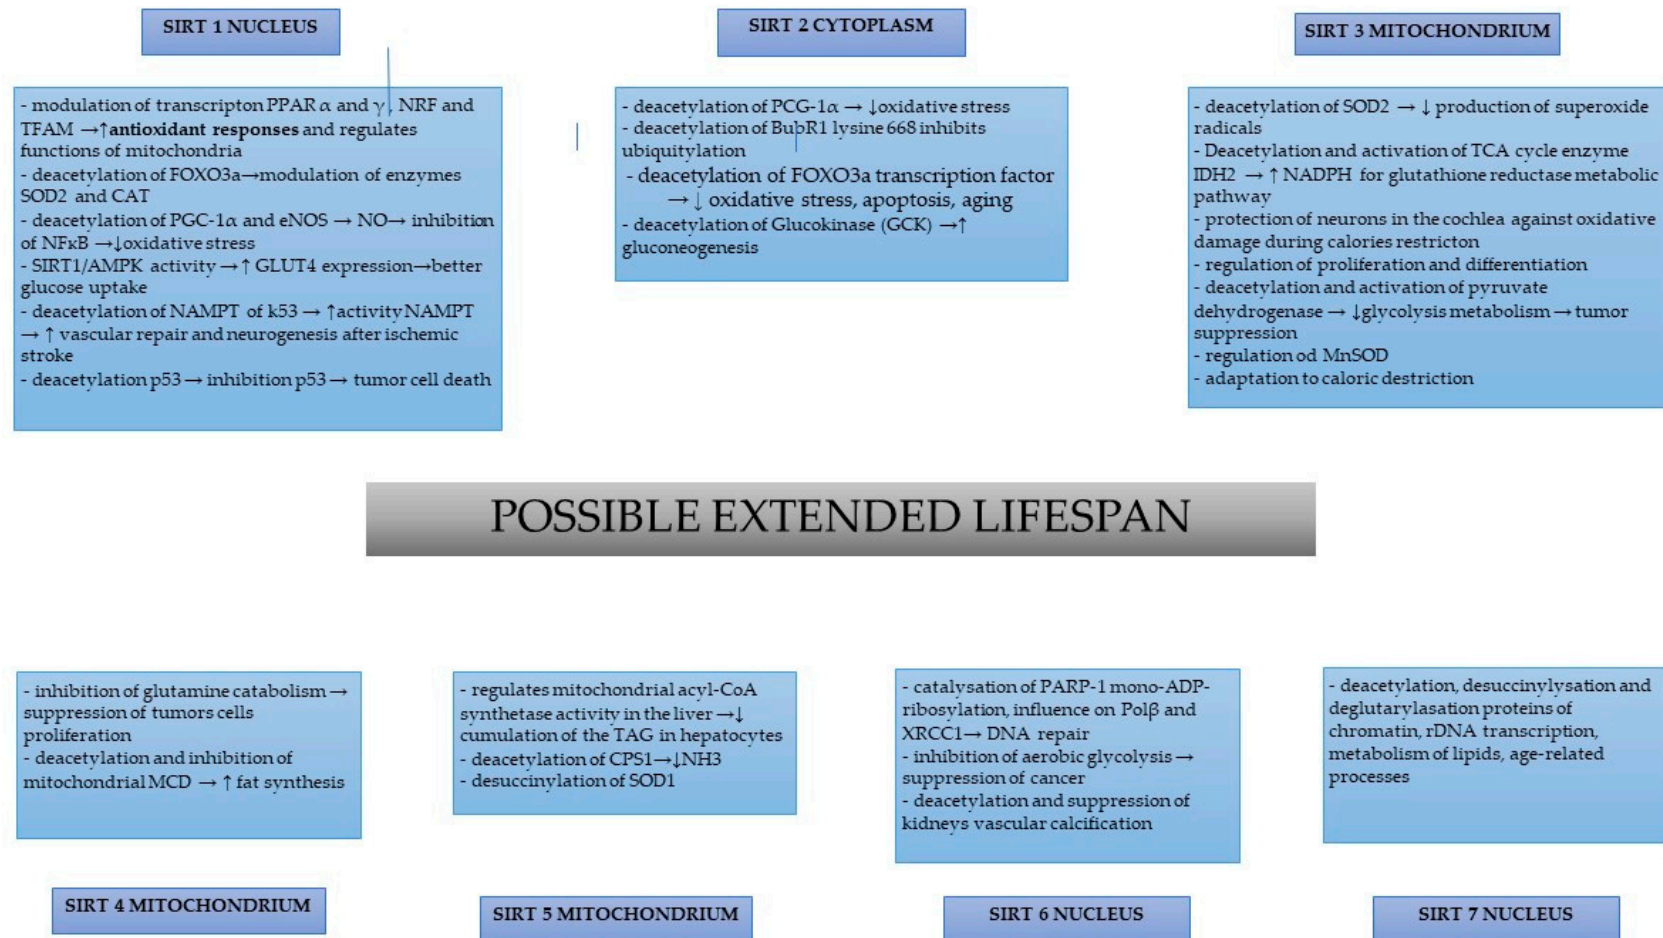 SIRT 1 NUCLEUS
- modulation of transcripton PPAR α and γ, NRF and
TFAM →↑antioxidant responses and regulates
functions of mitochondria
- deacetylation of FOXO3a→modulation of enzymes
SOD2 and CAT
- deacetylation of PGC-1α and eNOS → NO→ inhibition
of NFκB →↓oxidative stress
- SIRT1/AMPK activity →↑ GLUT4 expression→better
glucose uptake
- deacetylation of NAMPT of k53 → ↑activity NAMPT
→ ↑ vascular repair and neurogenesis after ischemic
stroke
- deacetylation p53 → inhibition p53 → tumor cell death
SIRT 2 CYTOPLASM
- deacetylation of PCG-1α → ↓oxidative stress
- deacetylation of BubR1 lysine 668 inhibits
ubiquitylation
- deacetylation of FOXO3a transcription factor
→ ↓ oxidative stress, apoptosis, aging
- deacetylation of Glucokinase (GCK) →↑
gluconeogenesis
SIRT 3 MITOCHONDRIUM
- deacetylation of SOD2 → ↓ production of superoxide
radicals
- Deacetylation and activation of TCA cycle enzyme
IDH2 → ↑ NADPH for glutathione reductase metabolic
pathway
- protection of neurons in the cochlea against oxidative
damage during calories restricton
- regulation of proliferation and differentiation
- deacetylation and activation of pyruvate
dehydrogenase → ↓glycolysis metabolism → tumor
suppression
- regulation od MnSOD
- adaptation to caloric destriction
POSSIBLE EXTENDED LIFESPAN
- inhibition of glutamine catabolism →
suppression of tumors cells
proliferation
- deacetylation and inhibition of
mitochondrial MCD → ↑ fat synthesis
SIRT 4 MITOCHONDRIUM
- regulates mitochondrial acyl-CoA
synthetase activity in the liver →↓
cumulation of the TAG in hepatocytes
- deacetylation of CPS1→↓NH3
- desuccinylation of SOD1
SIRT 5 MITOCHONDRIUM
- catalysation of PARP-1 mono-ADP-
ribosylation, influence on Polβ and
XRCC1→ DNA repair
- inhibition of aerobic glycolysis →
suppression of cancer
- deacetylation and suppression of
kidneys vascular calcification
SIRT 6 NUCLEUS
- deacetylation, desuccinylysation and
deglutarylasation proteins of
chromatin, rDNA transcription,
metabolism of lipids, age-related
processes
SIRT 7 NUCLEUS